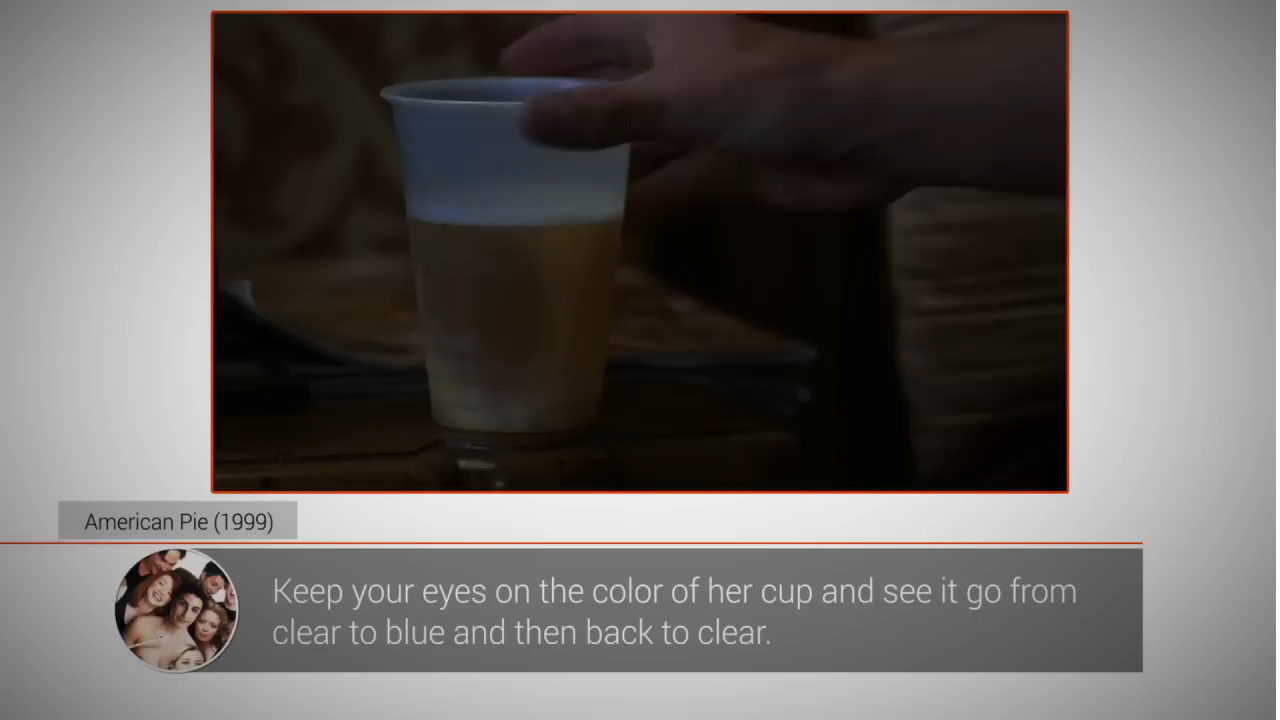 American Pie (1999)
Keep your eyes on the color of her cup and see it go from
clear to blue and then back to clear.